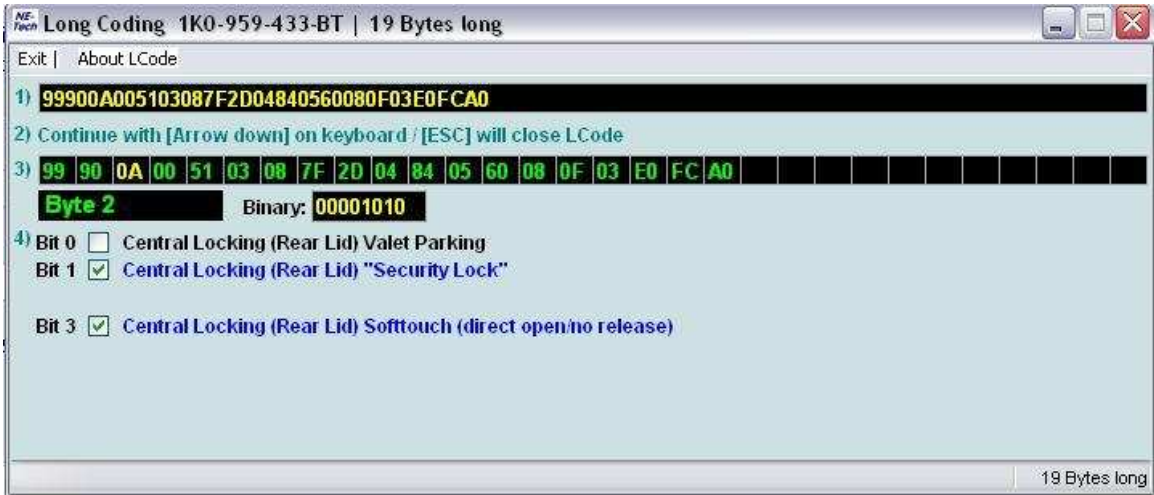 NE-Tech Long Coding 1K0-959-433-BT | 19 Bytes long
Exit | About LCode
1) 99900A005103087F2D04840560080F03E0FCA0
2) Continue with [Arrow down] on keyboard / [ESC] will close LCode
3) 99 90 0A 00 51 03 08 7F 2D 04 84 05 60 08 0F 03 E0 FC A0
Byte 2 Binary: 00001010
4) Bit 0 Central Locking (Rear Lid) Valet Parking
Bit 1 Central Locking (Rear Lid) "Security Lock"
Bit 3 Central Locking (Rear Lid) Softtouch (direct open/no release)
19 Bytes long